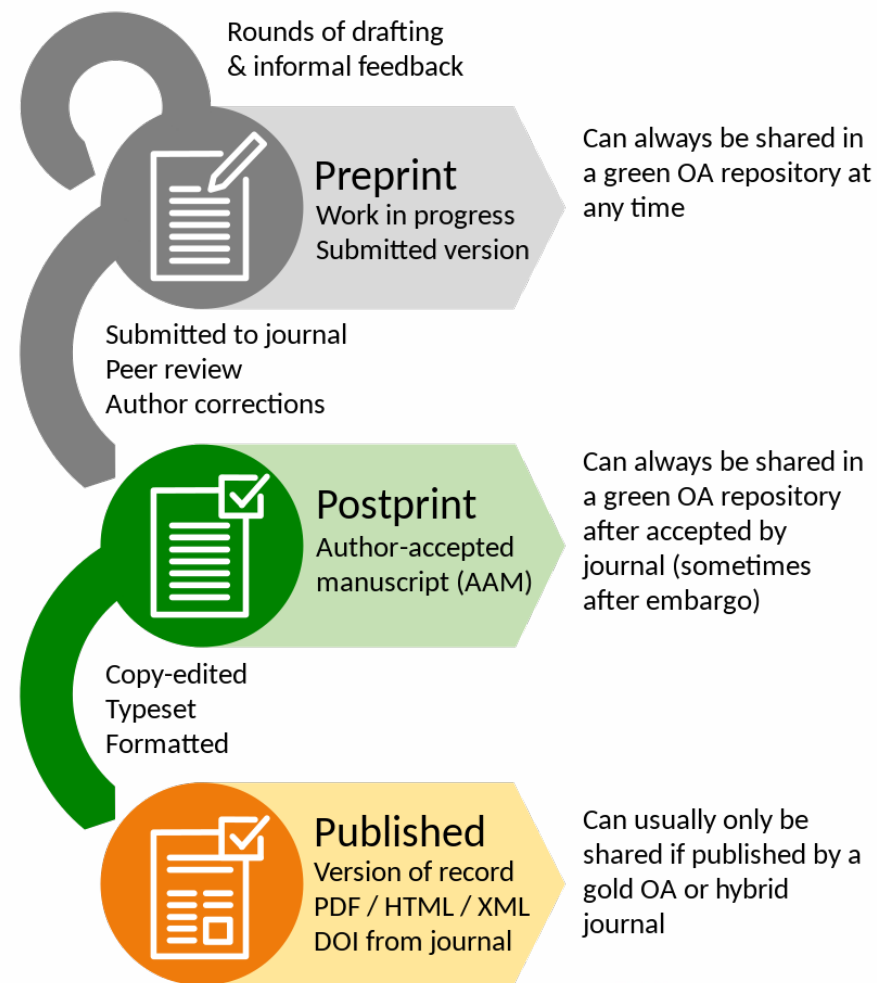 Rounds of drafting
& informal feedback
Preprint
Work in progress
Submitted version
Can always be shared in
a green OA repository at
any time
Submitted to journal
Peer review
Author corrections
Postprint
Author-accepted
manuscript (AAM)
Can always be shared in
a green OA repository
after accepted by
journal (sometimes
after embargo)
Copy-edited
Typeset
Formatted
Published
Version of record
PDF / HTML / XML
DOI from journal
Can usually only be
shared if published by a
gold OA or hybrid
journal